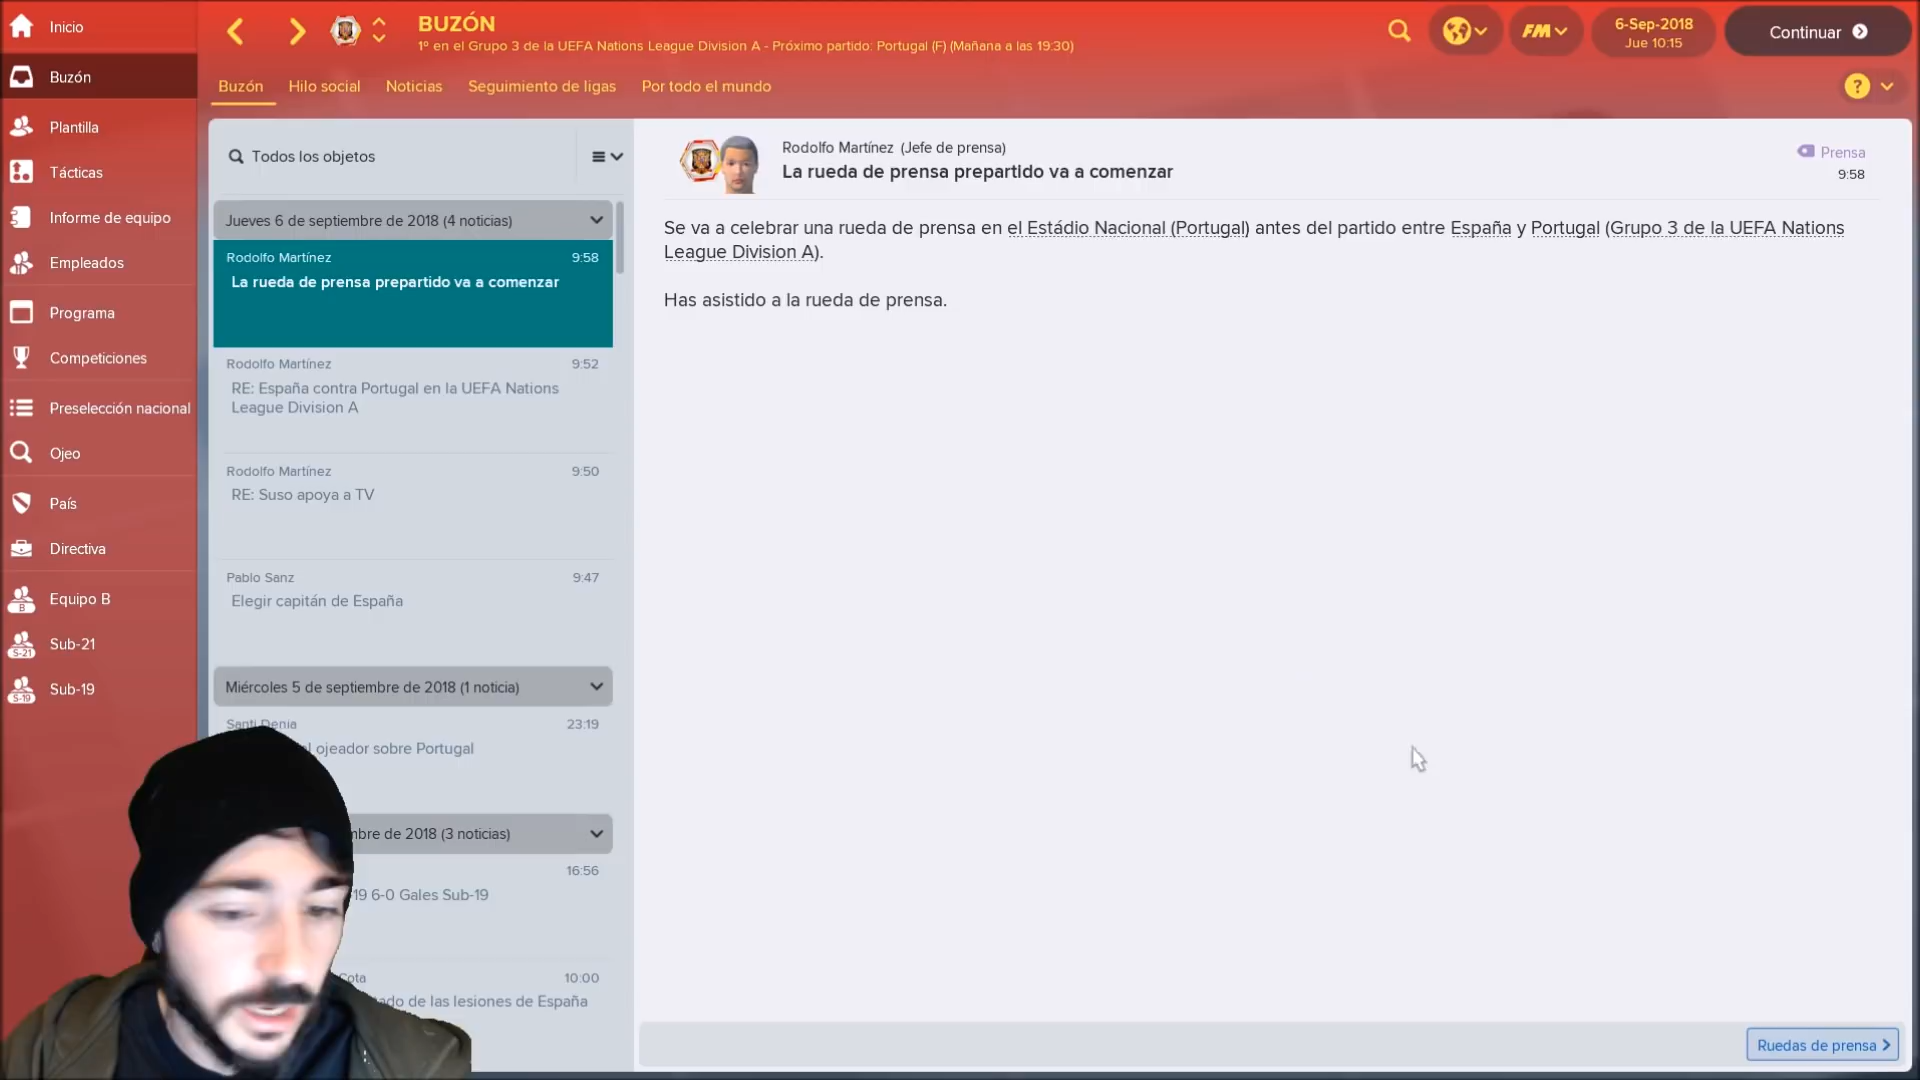 Inicio
Buzón
Plantilla
Tácticas
Informe de equipo
Empleados
Programa
Competiciones
Preselección nacional
Ojeo
País
Directiva
Equipo B
B
Sub-21
S-21
Sub-19
S-19
BUZÓN
1º en el Grupo 3 de la UEFA Nations League Division A - Próximo partido: Portugal (F) (Mañana a las 19:30)
FM
6-Sep-2018
Jue 10:15
Continuar
Buzón Hilo social Noticias Seguimiento de ligas Por todo el mundo
?
Todos los objetos
Jueves 6 de septiembre de 2018 (4 noticias)
Rodolfo Martínez 9:58
La rueda de prensa prepartido va a comenzar
Rodolfo Martínez 9:52
RE: España contra Portugal en la UEFA Nations
League Division A
Rodolfo Martínez 9:50
RE: Suso apoya a TV
Pablo Sanz 9:47
Elegir capitán de España
Miércoles 5 de septiembre de 2018 (1 noticia)
Santi Denia 23:19
ojeador sobre Portugal
de 2018 (3 noticias)
16:56
19 6-0 Gales Sub-19
Cota 10:00
de las lesiones de España
Rodolfo Martínez (Jefe de prensa)
La rueda de prensa prepartido va a comenzar
Prensa
9:58
Se va a celebrar una rueda de prensa en el Estádio Nacional (Portugal) antes del partido entre España y Portugal (Grupo 3 de la UEFA Nations
League Division A).
Has asistido a la rueda de prensa.
Ruedas de prensa